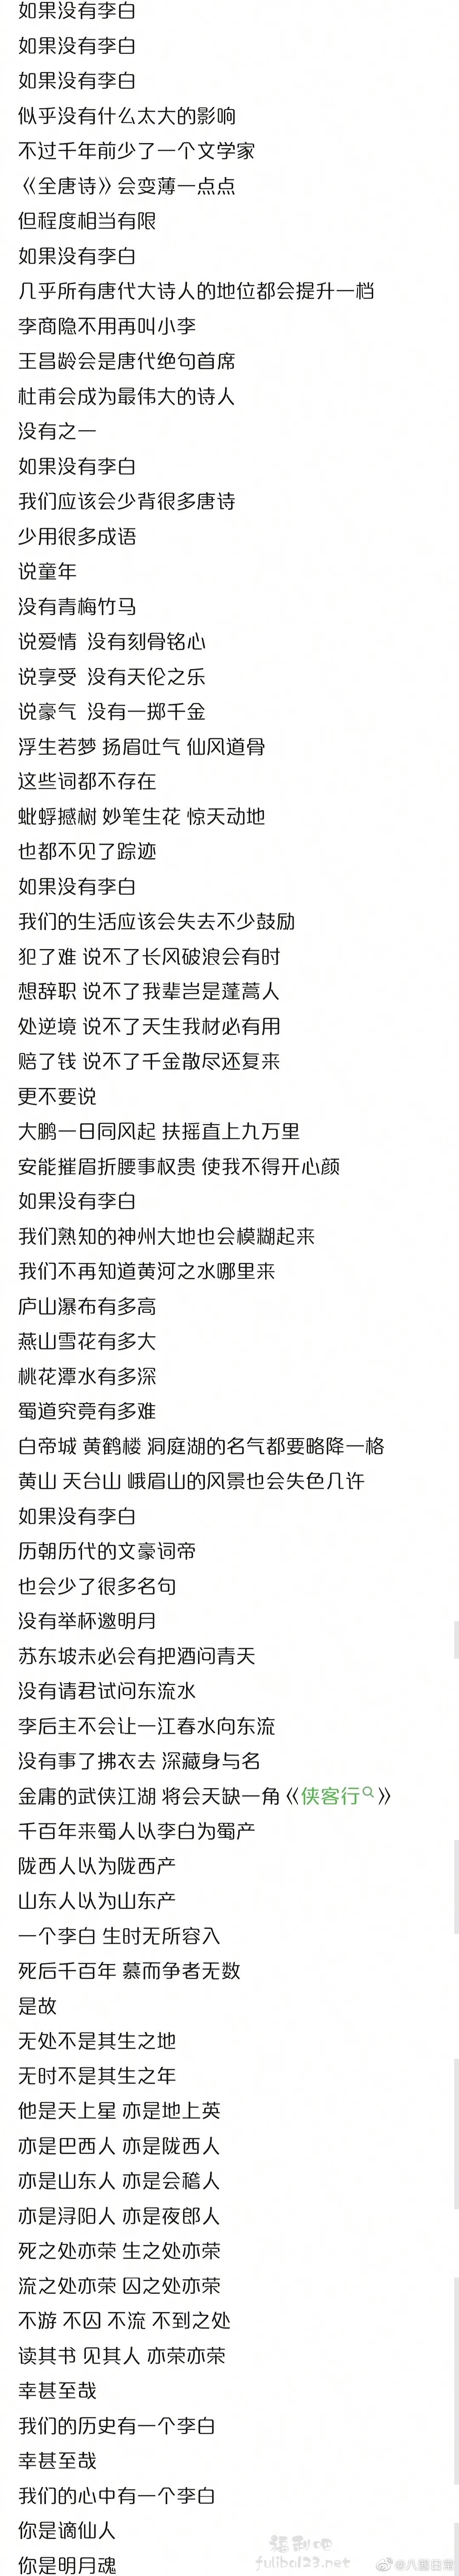 如果没有李白
如果没有李白
如果没有李白
似乎没有什么太大的影响
不过千年前少了一个文学家
《全唐诗》会变薄一点点
但程度相当有限
如果没有李白
几乎所有唐代大诗人的地位都会提升一档
李商隐不用再叫小李
王昌龄会是唐代绝句首席
杜甫会成为最伟大的诗人
没有之一
如果没有李白
我们应该会少背很多唐诗
少用很多成语
说童年
没有青梅竹马
说爱情 没有刻骨铭心
说享受 没有天伦之乐
说豪气 没有一掷千金
浮生若梦 扬眉吐气 仙风道骨
这些词都不存在
蚍蜉撼树 妙笔生花 惊天动地
也都不见了踪迹
如果没有李白
我们的生活应该会失去不少鼓励
犯了难 说不了长风破浪会有时
想辞职 说不了我辈岂是蓬蒿人
处逆境 说不了天生我材必有用
赔了钱 说不了千金散尽还复来
更不要说
大鹏一日同风起 扶摇直上九万里
安能摧眉折腰事权贵 使我不得开心颜
如果没有李白
我们熟知的神州大地也会模糊起来
我们不再知道黄河之水哪里来
庐山瀑布有多高
燕山雪花有多大
桃花潭水有多深
蜀道究竟有多难
白帝城 黄鹤楼 洞庭湖的名气都要略降一格
黄山 天台山 峨眉山的风景也会失色几许
如果没有李白
历朝历代的文豪词帝
也会少了很多名句
没有举杯邀明月
苏东坡未必会有把酒问青天
没有请君试问东流水
李后主不会让一江春水向东流
没有事了拂衣去 深藏身与名
金庸的武侠江湖 将会天缺一角《侠客行》
千百年来蜀人以李白为蜀产
陇西人以为陇西产
山东人以为山东产
一个李白 生时无所容入
死后千百年 慕而争者无数
是故
无处不是其生之地
无时不是其生之年
他是天上星 亦是地上英
亦是巴西人 亦是陇西人
亦是山东人 亦是会稽人
亦是浔阳人 亦是夜郎人
死之处亦荣 生之处亦荣
流之处亦荣 囚之处亦荣
不游 不囚 不流 不到之处
读其书 见其人 亦荣亦荣
幸甚至哉
我们的历史有一个李白
幸甚至哉
我们的心中有一个李白
你是谪仙人
你是明月魂
福利吧
fuliba123.net
@八圈日常